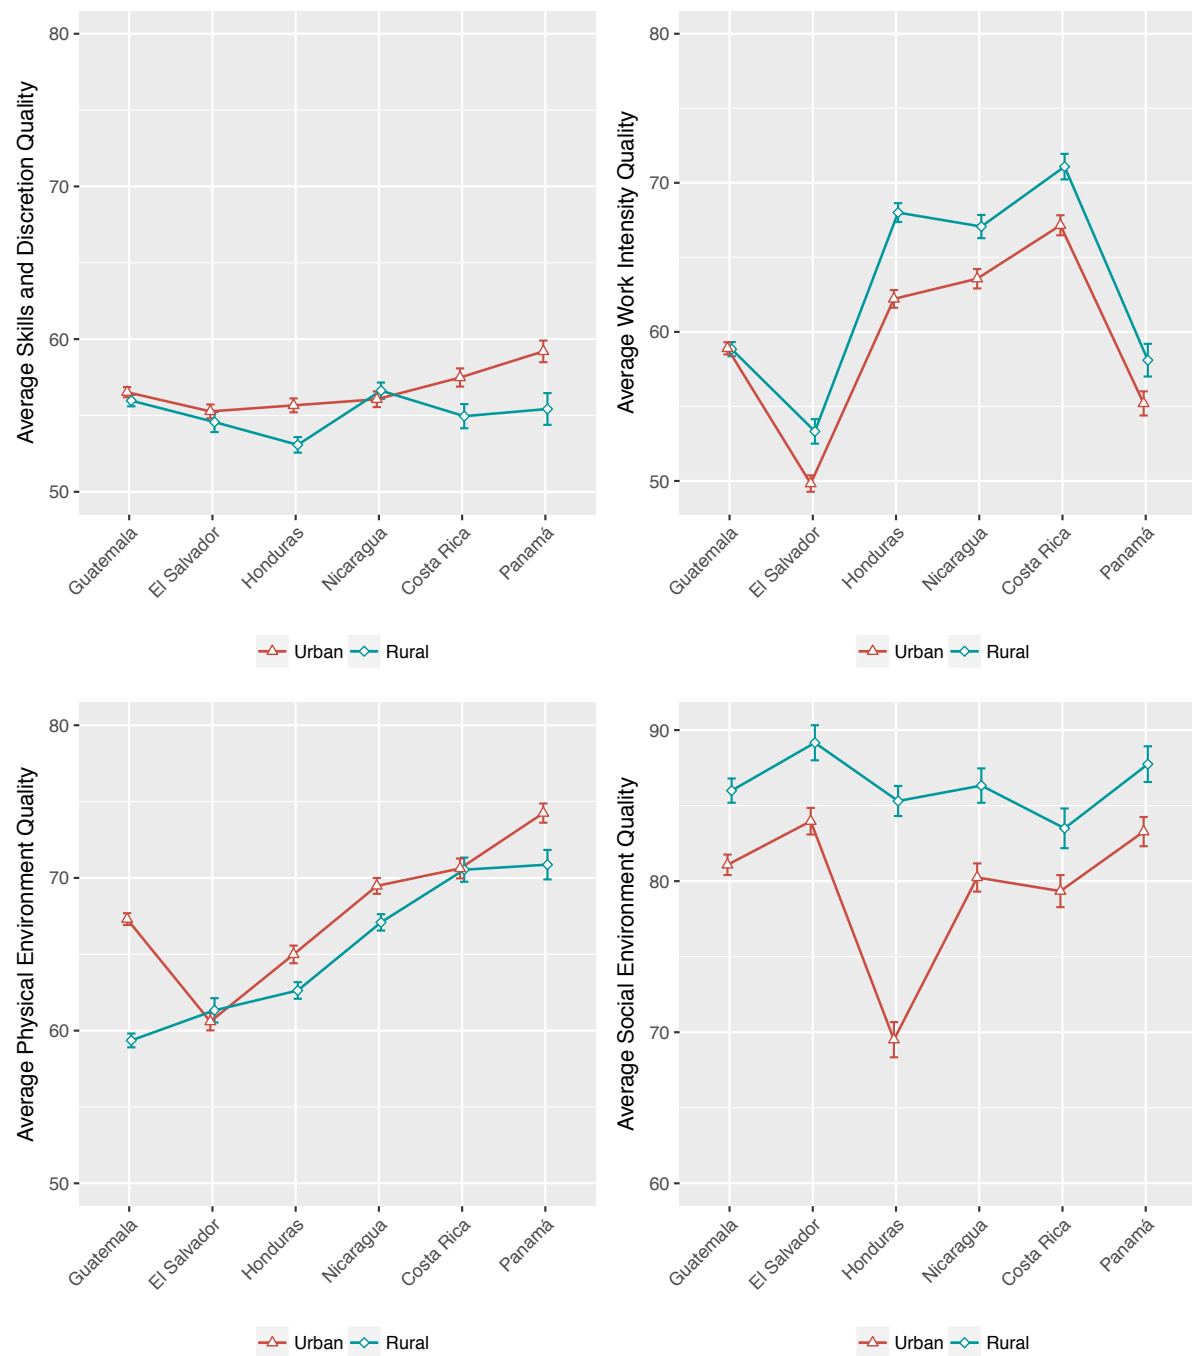 Average Skills and Discretion Quality
80
70
60
50
Guatemala
El Salvador
Honduras
Nicaragua
Costa Rica
Panamá
Urban Rural
Average Work Intensity Quality
80
70
60
50
Guatemala
El Salvador
Honduras
Nicaragua
Costa Rica
Panamá
Urban Rural
Average Physical Environment Quality
80
70
60
50
Guatemala
El Salvador
Honduras
Nicaragua
Costa Rica
Panamá
Urban Rural
Average Social Environment Quality
90
80
70
60
Guatemala
El Salvador
Honduras
Nicaragua
Costa Rica
Panamá
Urban Rural